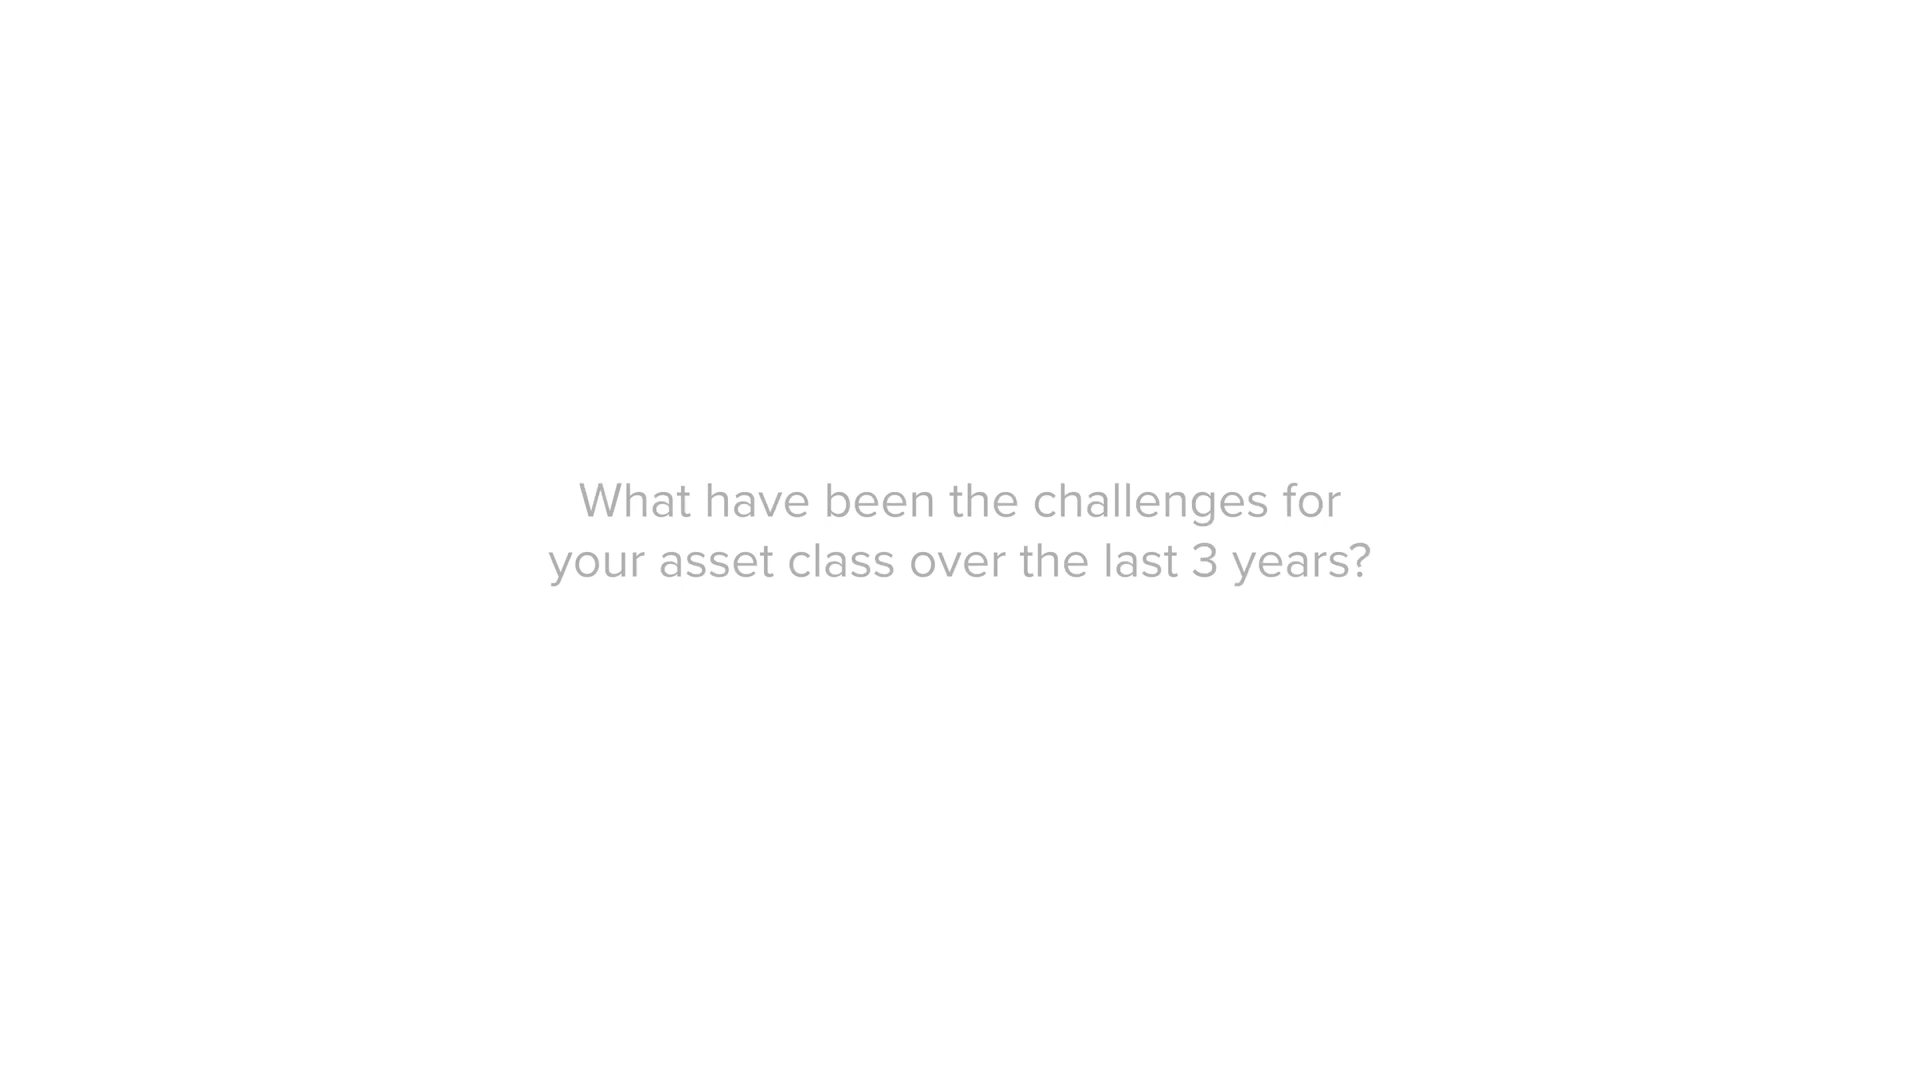 What have been the challenges for
your asset class over the last 3 years?